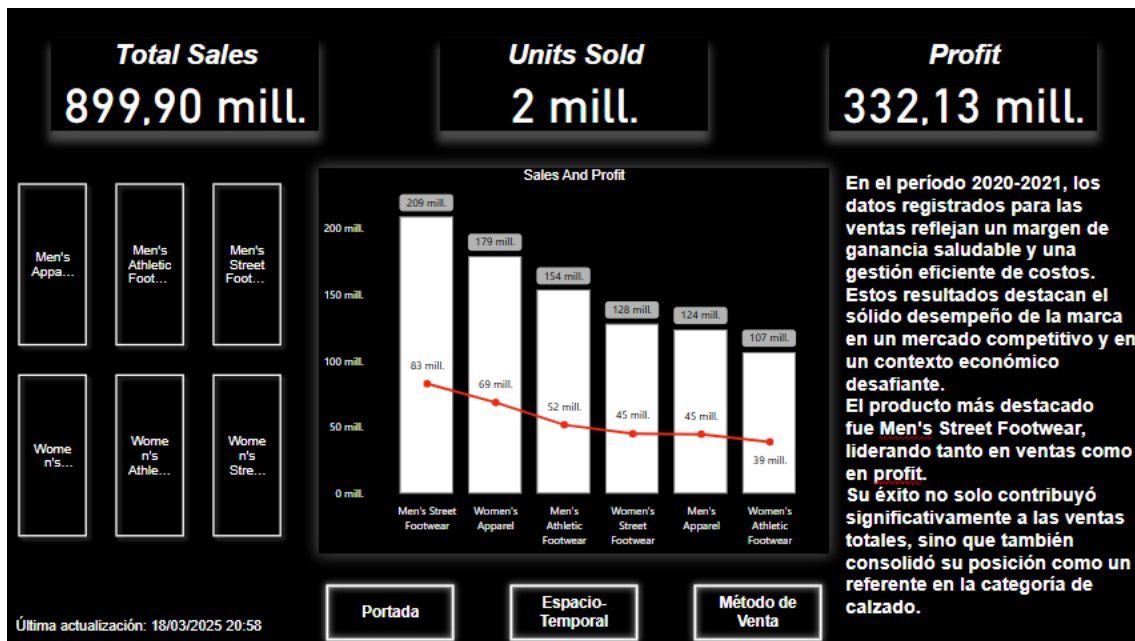 Total Sales
899,90 mill.
Units Sold
2 mill.
Profit
332,13 mill.
Men's
Appa...
Men's
Athletic
Foot...
Men's
Street
Foot...
Wome
n's...
Wome
n's
Athle...
Wome
n's
Stre...
Sales And Profit
200 mill.
150 mill.
100 mill.
50 mill.
0 mill.
209 mill.
179 mill.
154 mill.
128 mill.
124 mill.
107 mill.
83 mill.
69 mill.
52 mill.
45 mill.
45 mill.
39 mill.
Men's Street
Footwear
Women's
Apparel
Men's
Athletic
Footwear
Women's
Street
Footwear
Men's
Apparel
Women's
Athletic
Footwear
En el período 2020-2021, los
datos registrados para las
ventas reflejan un margen de
ganancia saludable y una
gestión eficiente de costos.
Estos resultados destacan el
sólido desempeño de la marca
en un mercado competitivo y en
un contexto económico
desafiante.
El producto más destacado
fue Men's Street Footwear,
liderando tanto en ventas como
en profit.
Su éxito no solo contribuyó
significativamente a las ventas
totales, sino que también
consolidó su posición como un
referente en la categoría de
calzado.
Última actualización: 18/03/2025 20:58
Portada
Espacio-
Temporal
Método de
Venta